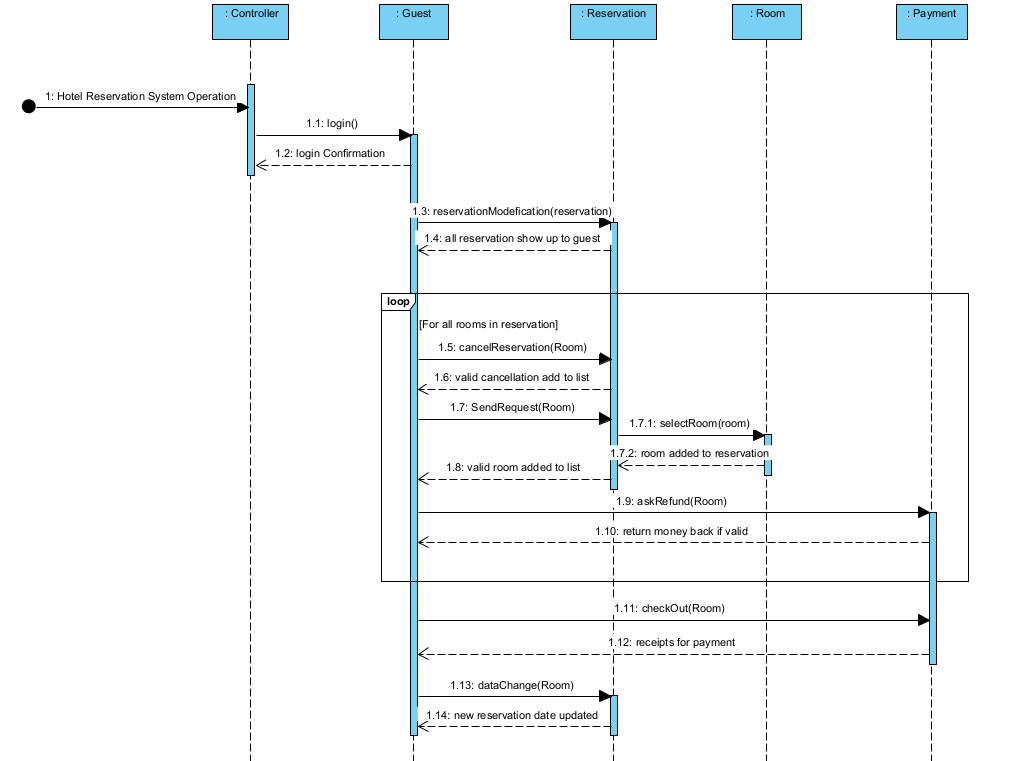 : Controller
: Guest
: Reservation
: Room
: Payment
1: Hotel Reservation System Operation
1.1: login()
1.2: login Confirmation
1.3: reservationModefication(reservation)
1.4: all reservation show up to guest
loop
[For all rooms in reservation]
1.5: cancelReservation(Room)
1.6: valid cancellation add to list
1.7: SendRequest(Room)
1.7.1: selectRoom(room)
1.7.2: room added to reservation
1.8: valid room added to list
1.9: askRefund(Room)
1.10: return money back if valid
1.11: checkOut(Room)
1.12: receipts for payment
1.13: dataChange(Room)
1.14: new reservation date updated